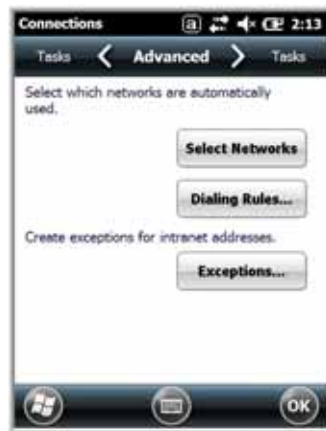 Connections a 2:13
Tasks Advanced Tasks
Select which networks are automatically
used.
Select Networks
Dialing Rules...
Create exceptions for intranet addresses.
Exceptions...
OK